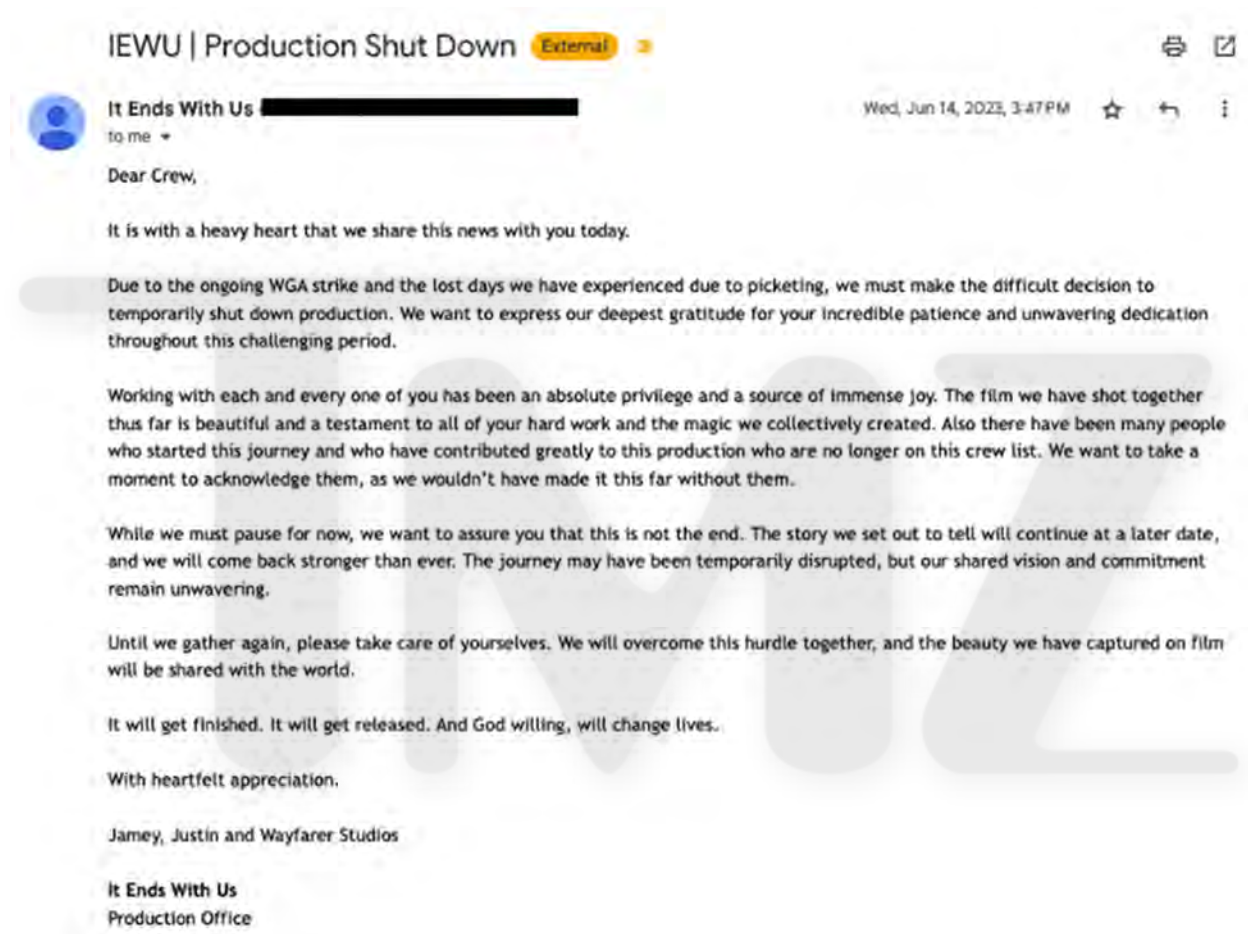 IEWU | Production Shut Down External
It Ends With Us
Wed, Jun 14, 2023, 3:47 PM
to me
Dear Crew,
It is with a heavy heart that we share this news with you today.
Due to the ongoing WGA strike and the lost days we have experienced due to picketing, we must make the difficult decision to
temporarily shut down production. We want to express our deepest gratitude for your incredible patience and unwavering dedication
throughout this challenging period.
Working with each and every one of you has been an absolute privilege and a source of immense joy. The film we have shot together
thus far is beautiful and a testament to all of your hard work and the magic we collectively created. Also there have been many people
who started this journey and who have contributed greatly to this production who are no longer on this crew list. We want to take a
moment to acknowledge them, as we wouldn't have made it this far without them.
While we must pause for now, we want to assure you that this is not the end. The story we set out to tell will continue at a later date,
and we will come back stronger than ever. The journey may have been temporarily disrupted, but our shared vision and commitment
remain unwavering.
Until we gather again, please take care of yourselves. We will overcome this hurdle together, and the beauty we have captured on film
will be shared with the world.
It will get finished. It will get released. And God willing, will change lives.
With heartfelt appreciation.
Jamey, Justin and Wayfarer Studios
It Ends With Us
Production Office
TMZ